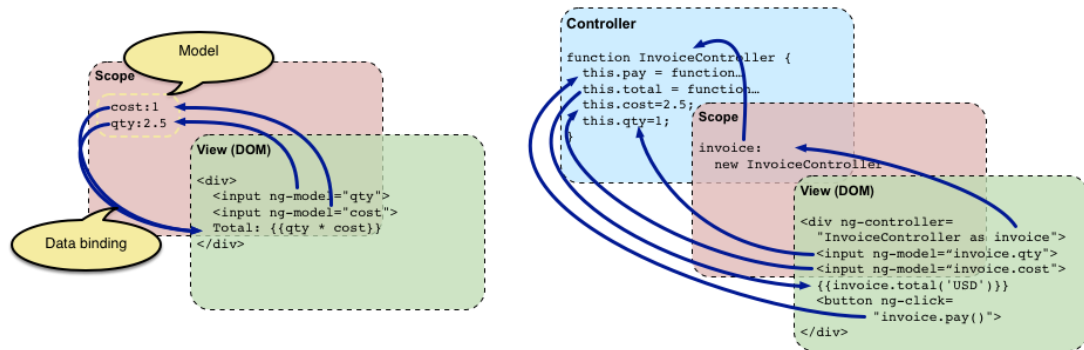 Model
Scope
cost:1
qty:2.5
View (DOM)
<div>
<input ng-model="qty">
<input ng-model="cost">
Total: {{qty * cost}}
</div>
Data binding
Controller
function InvoiceController {
this.pay = function…
this.total = function…
this.cost=2.5;
this.qty=1;
}
Scope
invoice:
new InvoiceController
View (DOM)
<div ng-controller=
"InvoiceController as invoice">
<input ng-model=“invoice.qty">
<input ng-model=“invoice.cost">
{{invoice.total('USD')}}
<button ng-click=
"invoice.pay()">
</div>